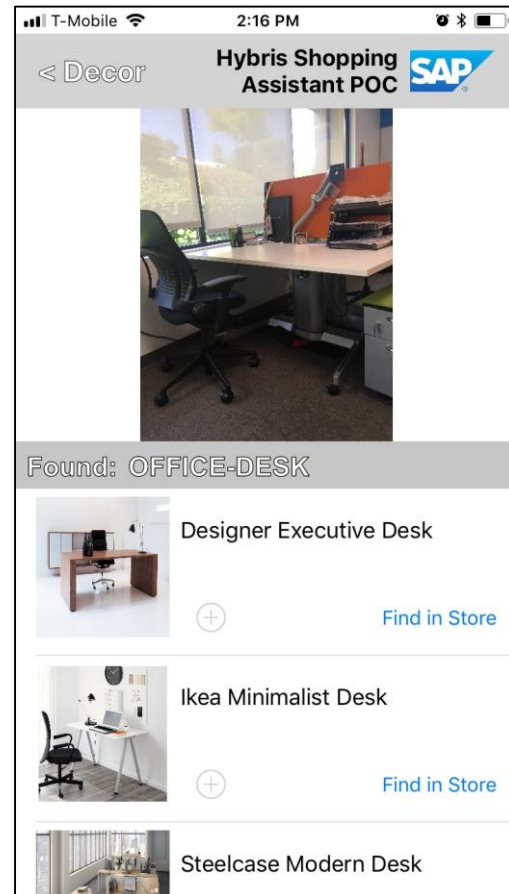 T-Mobile 2:16 PM
< Decor
Hybris Shopping
Assistant POC
SAP
Found: OFFICE-DESK
Designer Executive Desk
Find in Store
Ikea Minimalist Desk
Find in Store
Steelcase Modern Desk